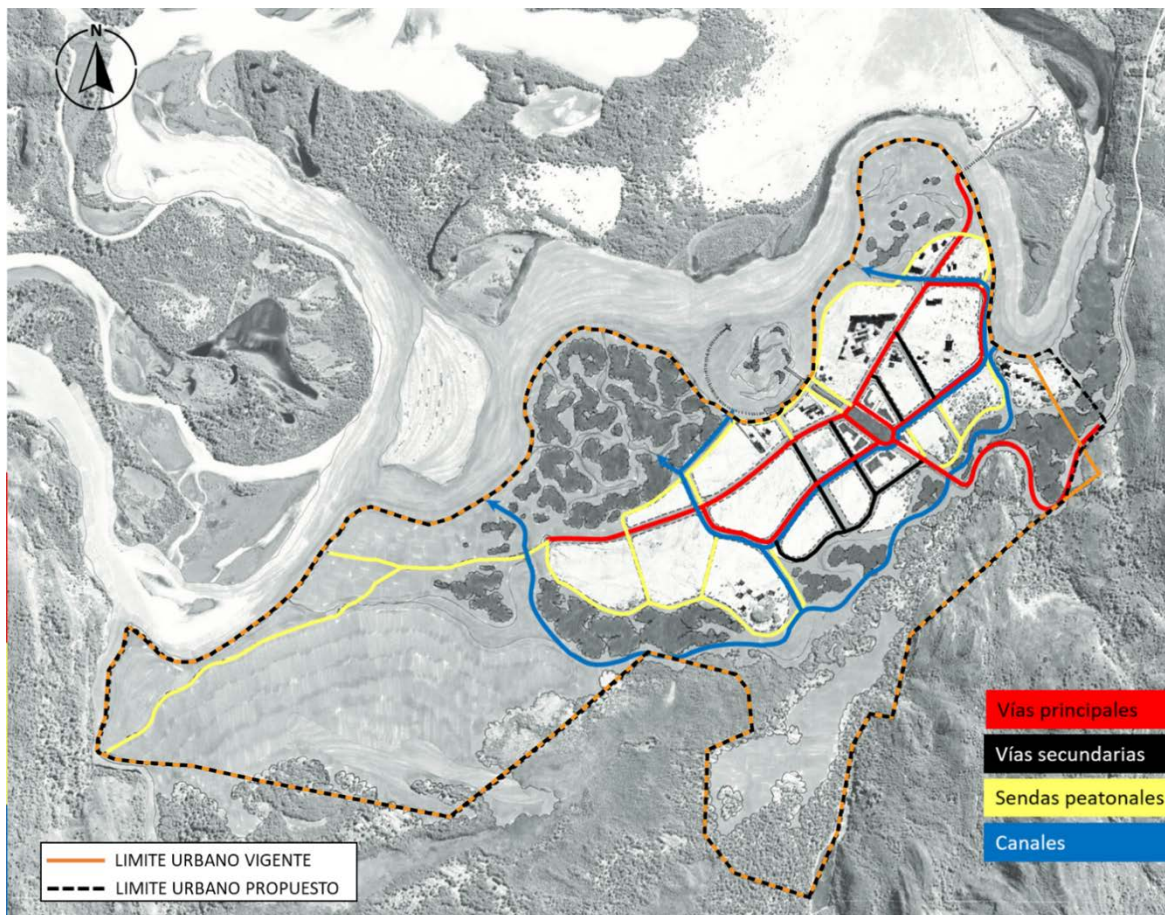 N
Vías principales
Vías secundarias
Sendas peatonales
Canales
LIMITE URBANO VIGENTE
LIMITE URBANO PROPUESTO